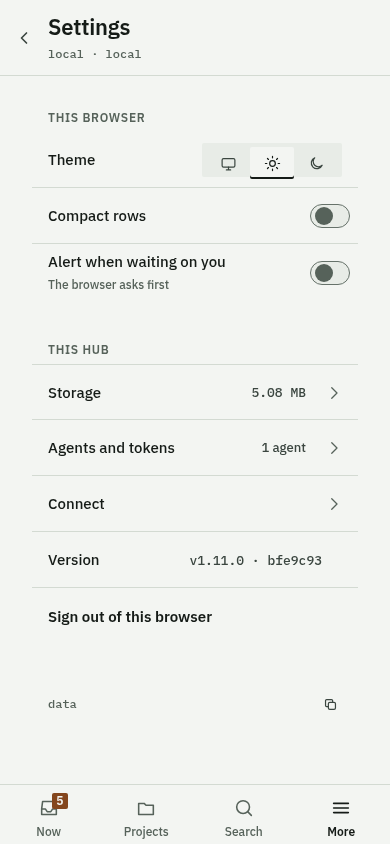 Settings
local · local
THIS BROWSER
Theme
Compact rows
Alert when waiting on you
The browser asks first
THIS HUB
Storage 5.08 MB
Agents and tokens 1 agent
Connect
Version v1.11.0 · bfe9c93
Sign out of this browser
data
5
Now Projects Search More